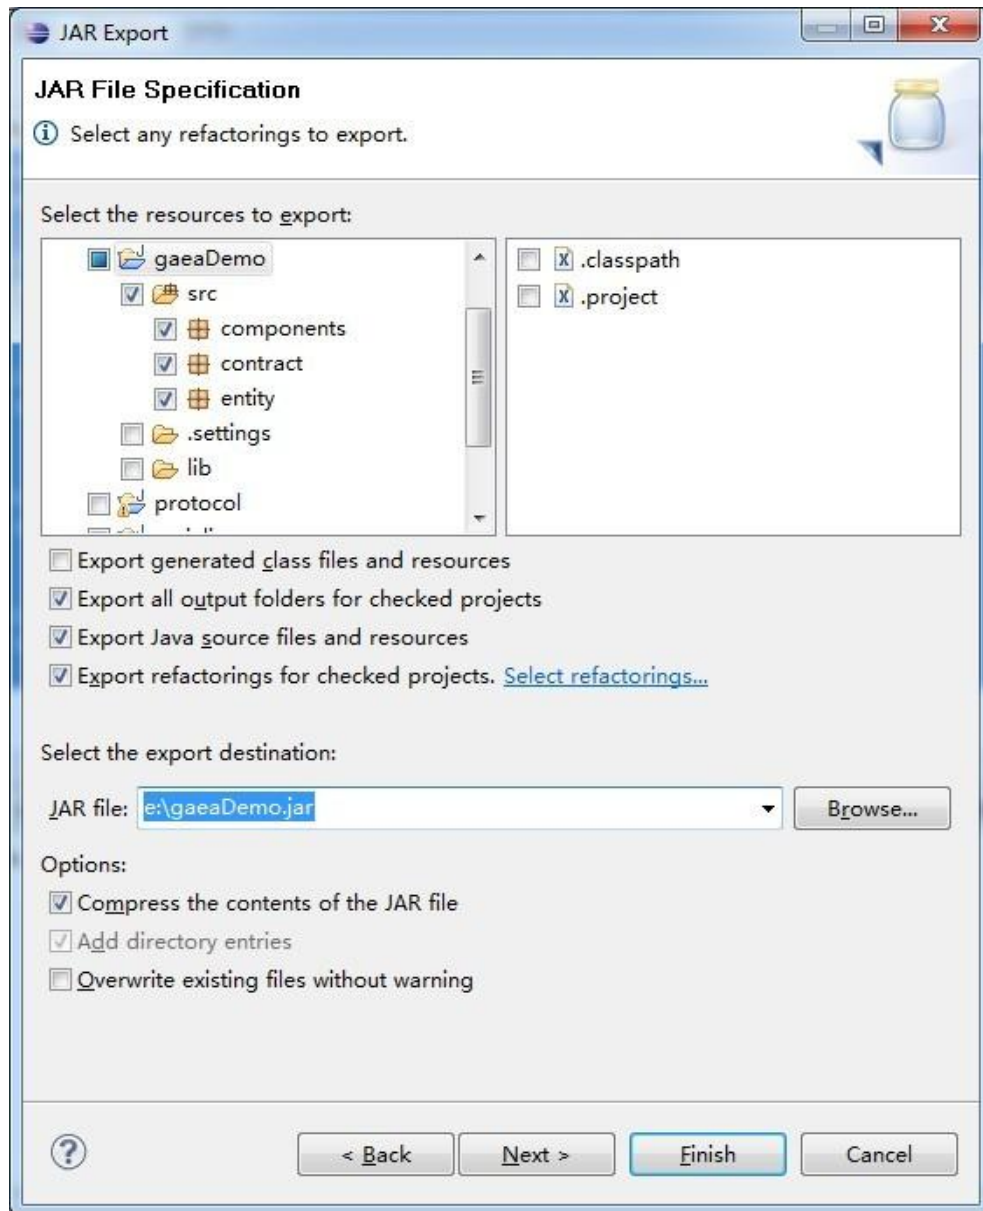 JAR Export
JAR File Specification
Select any refactorings to export.
Select the resources to export:
gaeaDemo
src
components
contract
entity
.settings
lib
protocol
.classpath
.project
Export generated class files and resources
Export all output folders for checked projects
Export Java source files and resources
Export refactorings for checked projects. Select refactorings...
Select the export destination:
JAR file: e:\gaeaDemo.jar Browse...
Options:
Compress the contents of the JAR file
Add directory entries
Overwrite existing files without warning
? < Back Next > Finish Cancel